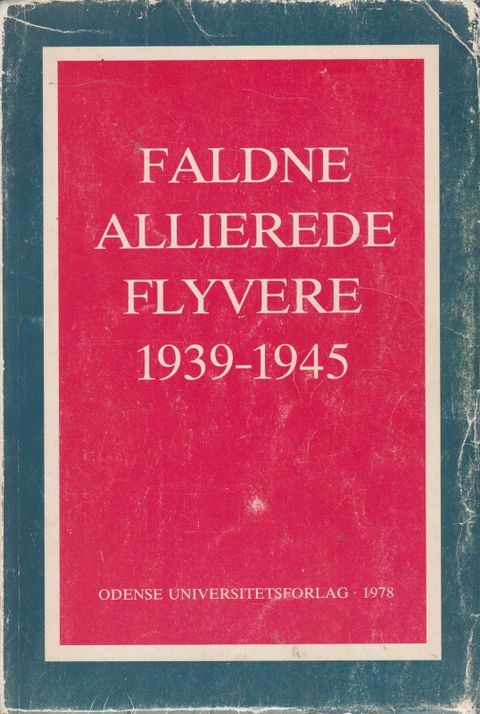 FALDNE
ALLIEREDE
FLYVERE
1939-1945
ODENSE UNIVERSITETSFORLAG · 1978